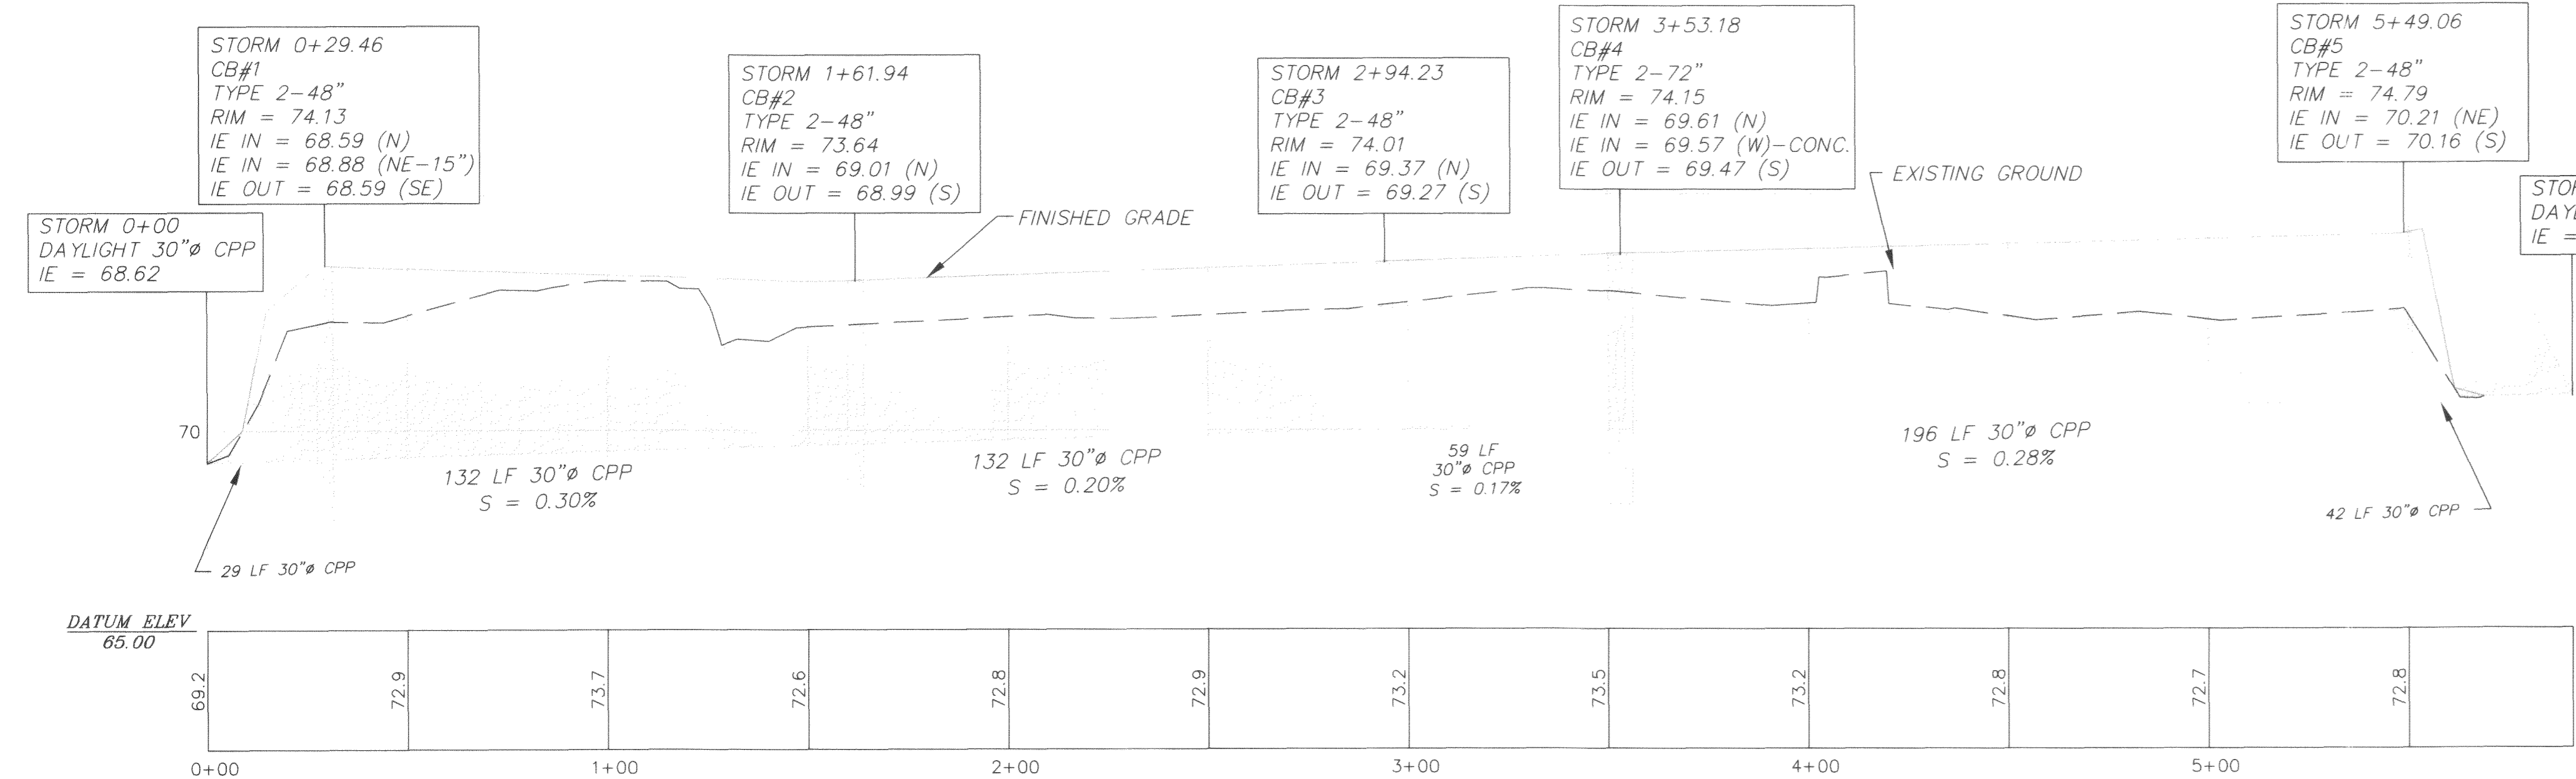 STORM 0+00
DAYLIGHT 30"ø CPP
IE = 68.62
STORM 0+29.46
CB#1
TYPE 2-48"
RIM = 74.13
IE IN = 68.59 (N)
IE IN = 68.88 (NE-15")
IE OUT = 68.59 (SE)
STORM 1+61.94
CB#2
TYPE 2-48"
RIM = 73.64
IE IN = 69.01 (N)
IE OUT = 68.99 (S)
FINISHED GRADE
STORM 2+94.23
CB#3
TYPE 2-48"
RIM = 74.01
IE IN = 69.37 (N)
IE OUT = 69.27 (S)
STORM 3+53.18
CB#4
TYPE 2-72"
RIM = 74.15
IE IN = 69.61 (N)
IE IN = 69.57 (W)-CONC.
IE OUT = 69.47 (S)
EXISTING GROUND
STORM 5+49.06
CB#5
TYPE 2-48"
RIM = 74.79
IE IN = 70.21 (NE)
IE OUT = 70.16 (S)
IE =
70
132 LF 30"ø CPP
S = 0.30%
132 LF 30"ø CPP
S = 0.20%
59 LF
30"ø CPP
S = 0.17%
196 LF 30"ø CPP
S = 0.28%
29 LF 30"ø CPP
42 LF 30"ø CPP
DATUM ELEV
65.00
69.2
72.9
73.7
72.6
72.8
72.9
73.2
73.5
73.2
72.8
72.7
72.8
0+00
1+00
2+00
3+00
4+00
5+00